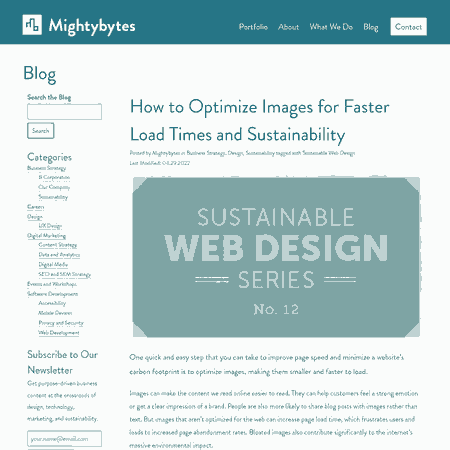 Mightybytes
Portfolio About What We Do Blog Contact
Blog
Search the Blog
Search
Categories
Business Strategy
B Corporation
Our Company
Sustainability
Careers
Design
UX Design
Digital Marketing
Content Strategy
Data and Analytics
Digital Media
SEO and SEM Strategy
Events and Workshops
Software Development
Accessibility
Mobile Devices
Privacy and Security
Web Development
Subscribe to Our
Newsletter
Get purpose-driven business
content at the crossroads of
design, technology,
marketing, and sustainability.
your.name@email.com
How to Optimize Images for Faster
Load Times and Sustainability
Posted by Mightybytes in Business Strategy, Design, Sustainability tagged with Sustainable Web Design
Last Modified: 04.29.2022
SUSTAINABLE
WEB DESIGN
SERIES
No. 12
One quick and easy step that you can take to improve page speed and minimize a website's
carbon footprint is to optimize images, making them smaller and faster to load.
Images can make the content we read online easier to read. They can help customers feel a strong emotion
or get a clear impression of a brand. People are also more likely to share blog posts with images rather than
text. But images that aren't optimized for the web can increase page load time, which frustrates users and
leads to increased page abandonment rates. Bloated images also contribute significantly to the internet's
massive environmental impact.